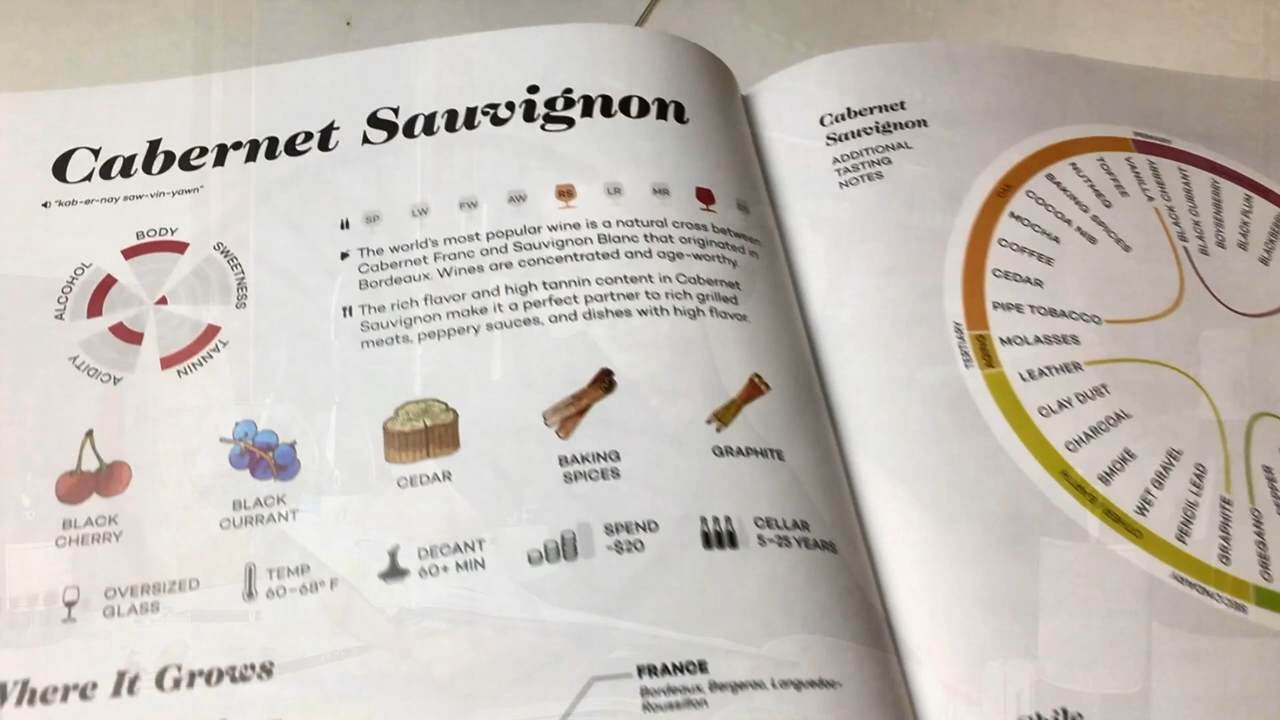 Cabernet Sauvignon
"kab-er-nay saw-vin-yawn"
BODY
SWEETNESS
TANNIN
ACIDITY
ALCOHOL
SP LW FW AW RS LR MR
The world's most popular wine is a natural cross between
Cabernet Franc and Sauvignon Blanc that originated in
Bordeaux. Wines are concentrated and age-worthy.
The rich flavor and high tannin content in Cabernet
Sauvignon make it a perfect partner to rich grilled
meats, peppery sauces, and dishes with high flavor.
BLACK
CHERRY
BLACK
CURRANT
CEDAR
BAKING
SPICES
GRAPHITE
OVERSIZED
GLASS
TEMP
60–68° F
DECANT
60+ MIN
SPEND
~$20
CELLAR
5–25 YEARS
Where It Grows
FRANCE
Bordeaux, Bergerac, Languedoc-
Roussillon
Cabernet
Sauvignon
ADDITIONAL
TASTING
NOTES
BLACKBERRY
BLACK PLUM
BOYSENBERRY
BLACK CURRANT
BLACK CHERRY
VANILLA
TOFFEE
NUTMEG
BAKING SPICES
COCOA NIB
MOCHA
COFFEE
CEDAR
PIPE TOBACCO
MOLASSES
LEATHER
CLAY DUST
CHARCOAL
SMOKE
WET GRAVEL
PENCIL LEAD
GRAPHITE
OREGANO
OAK
TERTIARY
AGING
SECONDARY
Chile